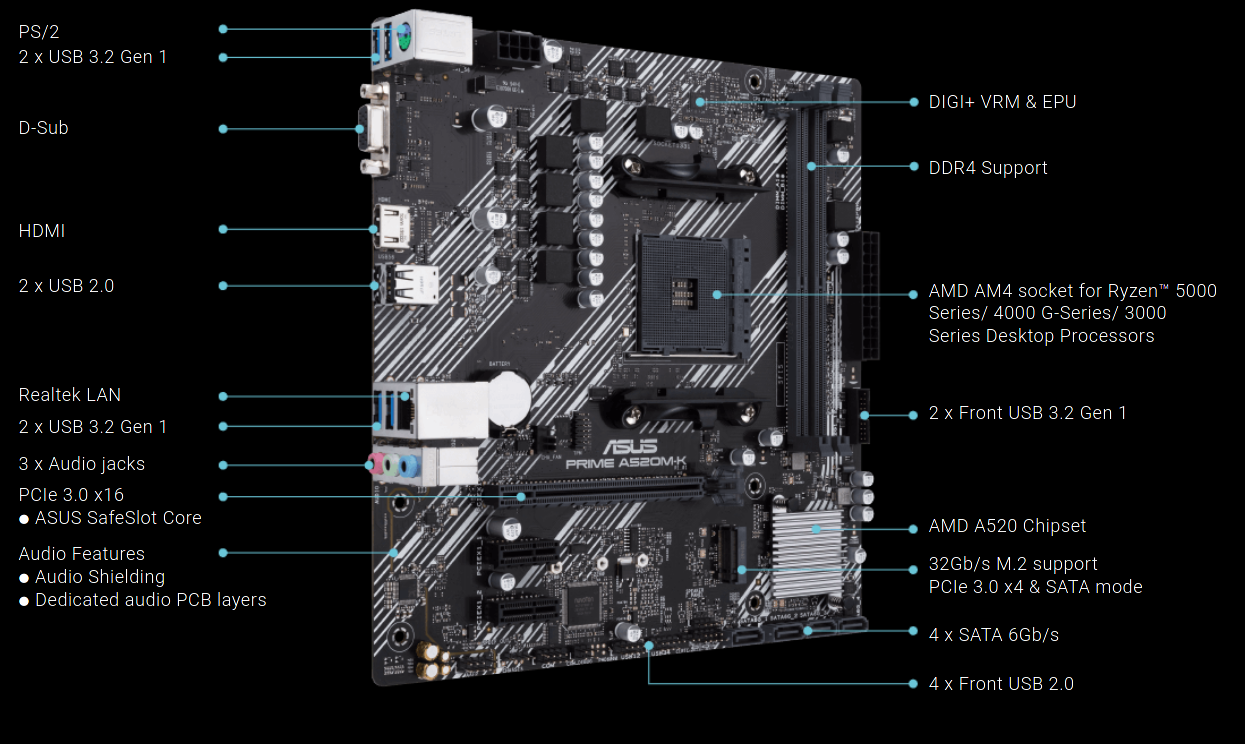 PS/2
2 x USB 3.2 Gen 1
D-Sub
HDMI
2 x USB 2.0
Realtek LAN
2 x USB 3.2 Gen 1
3 x Audio jacks
PCIe 3.0 x16
● ASUS SafeSlot Core
Audio Features
● Audio Shielding
● Dedicated audio PCB layers
BATTERY
ASUS
PRIME A520M-K
DIGI+ VRM & EPU
DDR4 Support
AMD AM4 socket for Ryzen™ 5000
Series/ 4000 G-Series/ 3000
Series Desktop Processors
2 x Front USB 3.2 Gen 1
AMD A520 Chipset
32Gb/s M.2 support
PCIe 3.0 x4 & SATA mode
4 x SATA 6Gb/s
4 x Front USB 2.0